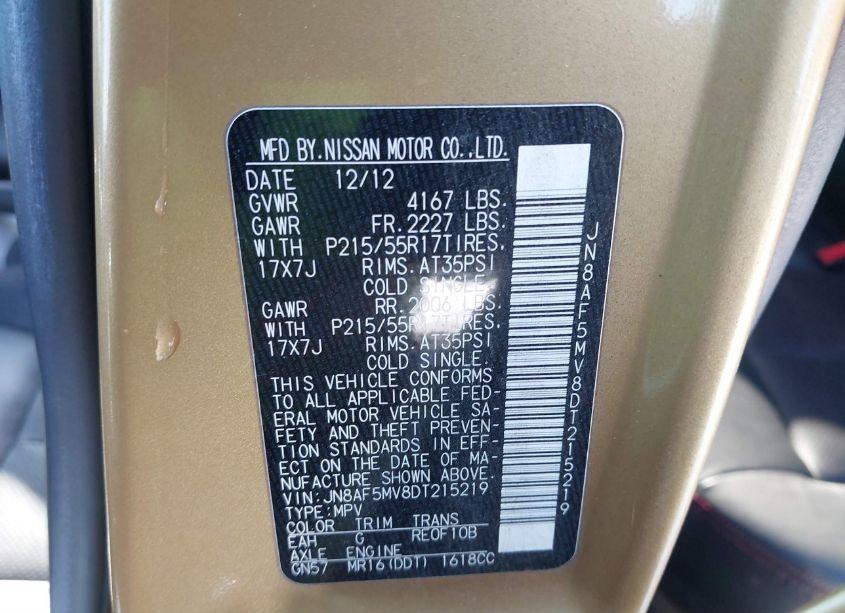 MFD BY.NISSAN MOTOR CO.,LTD.
DATE 12/12
GVWR 4167 LBS.
GAWR FR.2227 LBS.
WITH P215/55R17TIRES.
17X7J RIMS.AT35PSI
COLD SINGLE.
GAWR RR.2006 LBS.
WITH P215/55R17TIRES.
17X7J RIMS.AT35PSI
COLD SINGLE.
THIS VEHICLE CONFORMS
TO ALL APPLICABLE FED-
ERAL MOTOR VEHICLE SA-
FETY AND THEFT PREVEN-
TION STANDARDS IN EFF-
ECT ON THE DATE OF MA-
NUFACTURE SHOWN ABOVE.
VIN:JN8AF5MV8DT215219
TYPE:MPV
COLOR TRIM TRANS
EAH G RE0F10B
AXLE ENGINE
GN57 MR16(DDT) 1618CC
JN8AF5MV8DT215219